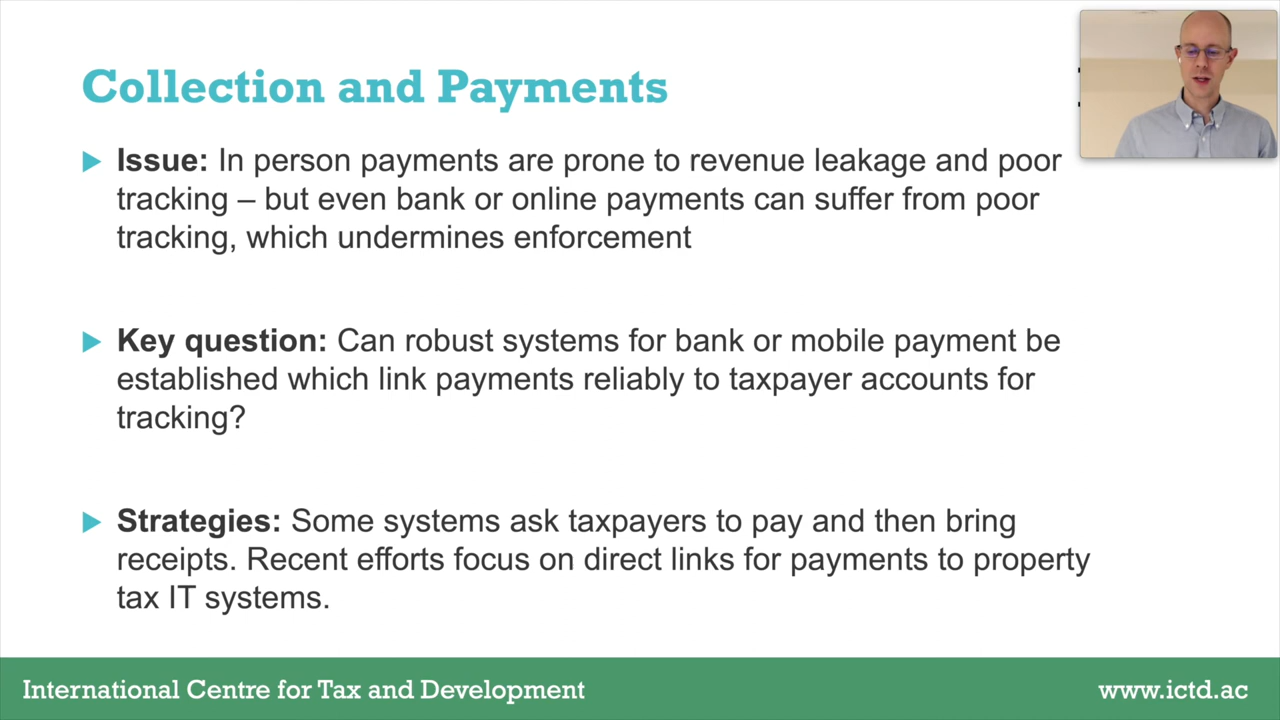 Collection and Payments
Issue: In person payments are prone to revenue leakage and poor
tracking – but even bank or online payments can suffer from poor
tracking, which undermines enforcement
Key question: Can robust systems for bank or mobile payment be
established which link payments reliably to taxpayer accounts for
tracking?
Strategies: Some systems ask taxpayers to pay and then bring
receipts. Recent efforts focus on direct links for payments to property
tax IT systems.
International Centre for Tax and Development
www.ictd.ac